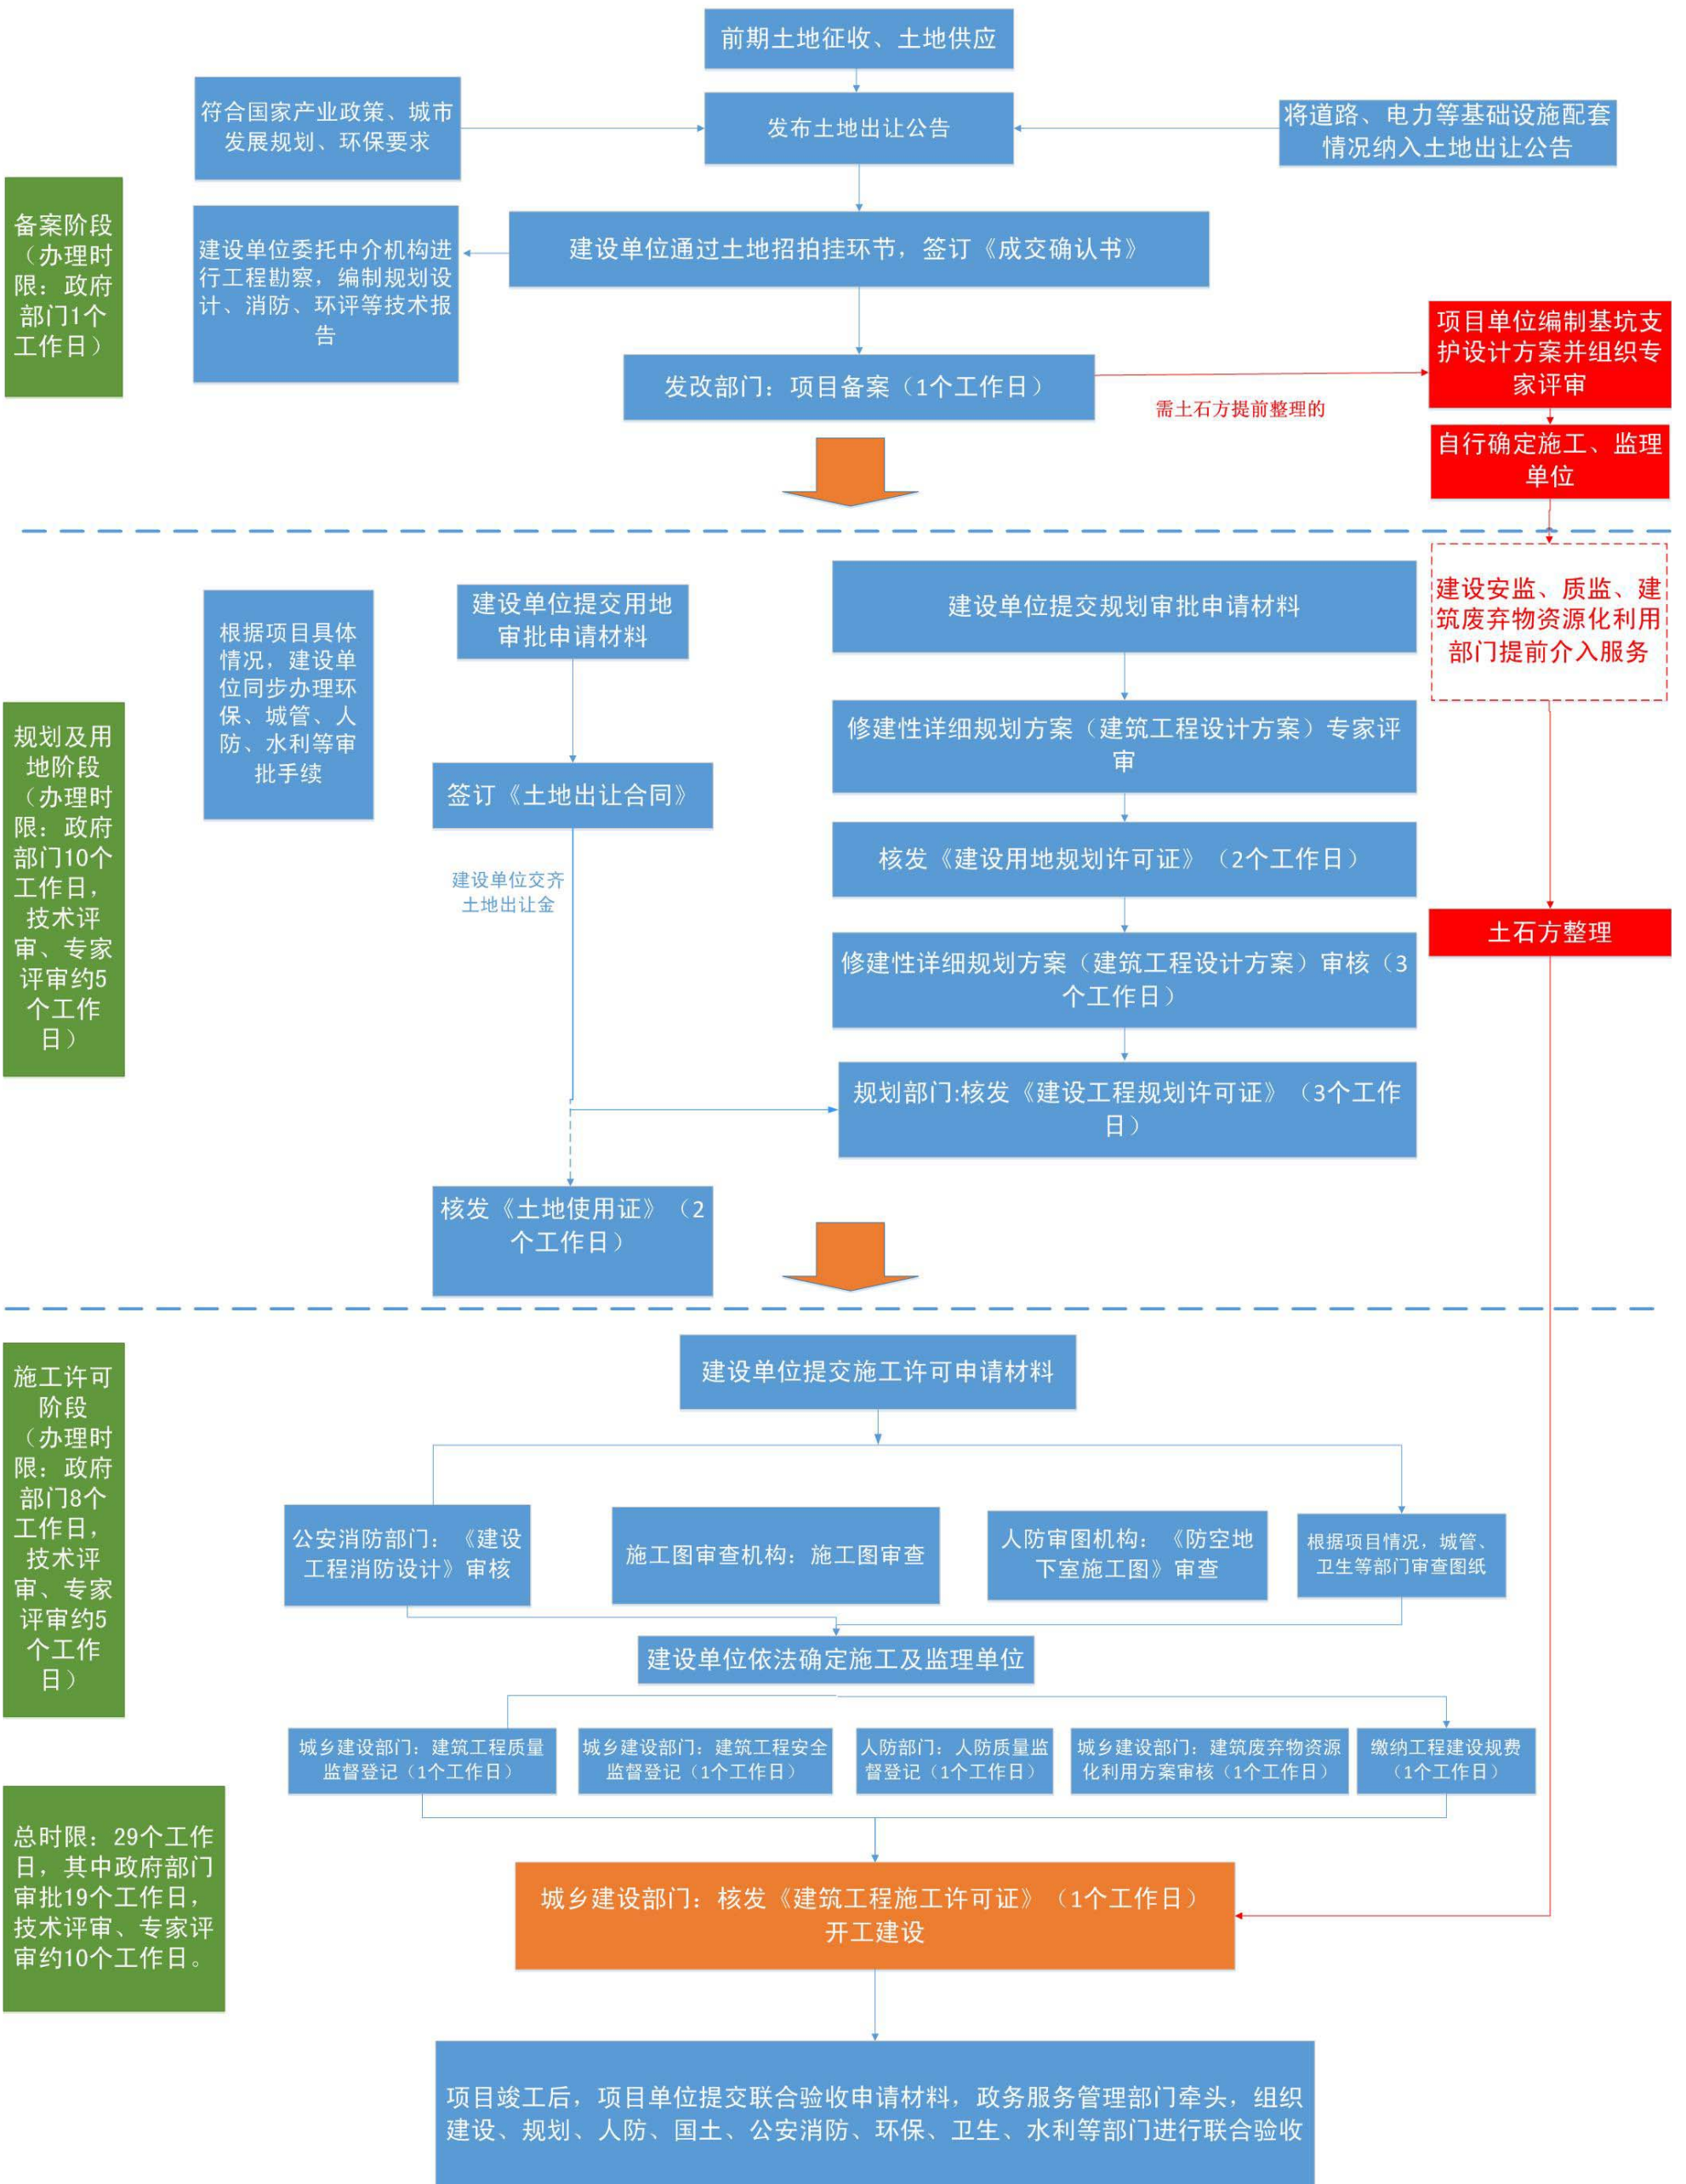 前期土地征收、土地供应
符合国家产业政策、城市
发展规划、环保要求
发布土地出让公告
将道路、电力等基础设施配套
情况纳入土地出让公告
备案阶段
（办理时
限：政府
部门1个
工作日）
建设单位委托中介机构进
行工程勘察，编制规划设
计、消防、环评等技术报
告
建设单位通过土地招拍挂环节，签订《成交确认书》
发改部门：项目备案（1个工作日）
需土石方提前整理的
项目单位编制基坑支
护设计方案并组织专
家评审
自行确定施工、监理
单位
规划及用
地阶段
（办理时
限：政府
部门10个
工作日，
技术评
审、专家
评审约5
个工作
日）
根据项目具体
情况，建设单
位同步办理环
保、城管、人
防、水利等审
批手续
建设单位提交用地
审批申请材料
签订《土地出让合同》
建设单位交齐
土地出让金
核发《土地使用证》（2
个工作日）
建设单位提交规划审批申请材料
修建性详细规划方案（建筑工程设计方案）专家评
审
核发《建设用地规划许可证》（2个工作日）
修建性详细规划方案（建筑工程设计方案）审核（3
个工作日）
规划部门:核发《建设工程规划许可证》（3个工作
日）
建设安监、质监、建
筑废弃物资源化利用
部门提前介入服务
土石方整理
施工许可
阶段
（办理时
限：政府
部门8个
工作日，
技术评
审、专家
评审约5
个工作
日）
建设单位提交施工许可申请材料
公安消防部门：《建设
工程消防设计》审核
施工图审查机构：施工图审查
人防审图机构：《防空地
下室施工图》审查
根据项目情况，城管、
卫生等部门审查图纸
建设单位依法确定施工及监理单位
城乡建设部门：建筑工程质量
监督登记（1个工作日）
城乡建设部门：建筑工程安全
监督登记（1个工作日）
人防部门：人防质量监
督登记（1个工作日）
城乡建设部门：建筑废弃物资源
化利用方案审核（1个工作日）
缴纳工程建设规费
（1个工作日）
总时限：29个工作
日，其中政府部门
审批19个工作日，
技术评审、专家评
审约10个工作日。
城乡建设部门：核发《建筑工程施工许可证》（1个工作日）
开工建设
项目竣工后，项目单位提交联合验收申请材料，政务服务管理部门牵头，组织
建设、规划、人防、国土、公安消防、环保、卫生、水利等部门进行联合验收